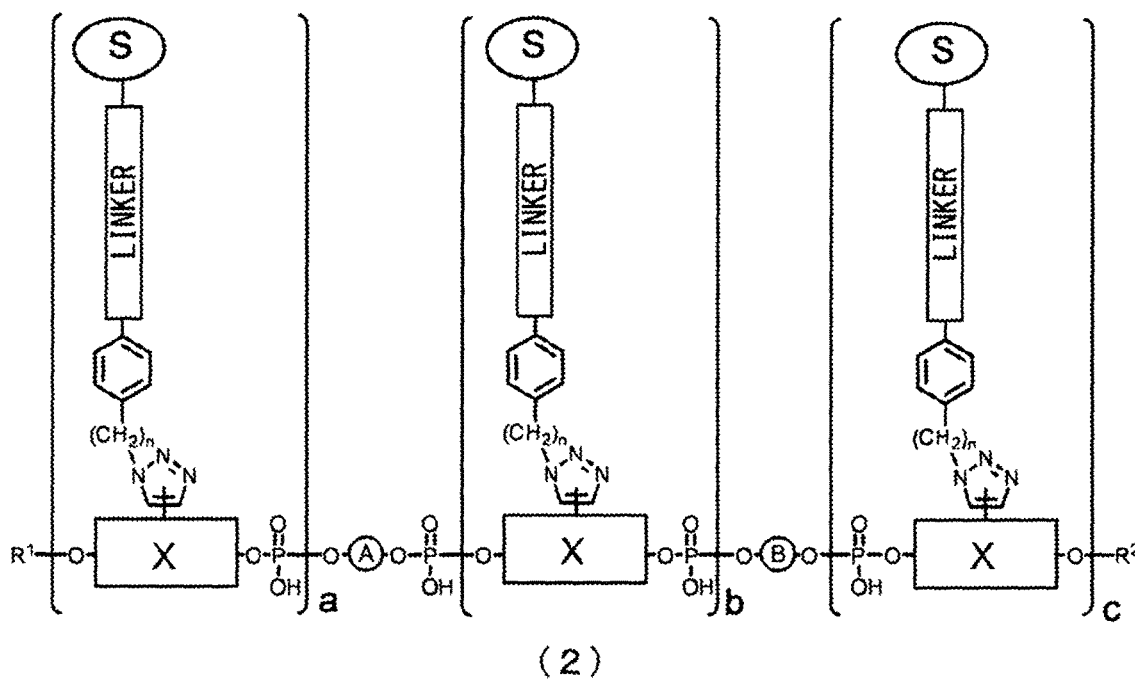 S S S
LINKER LINKER LINKER
(CH₂)ₙ (CH₂)ₙ (CH₂)ₙ
N N N N N N N N N
O O O O
R¹ O X O P O A O P O X O P O B O P O X O R²
OH OH OH OH
a b c
(2)